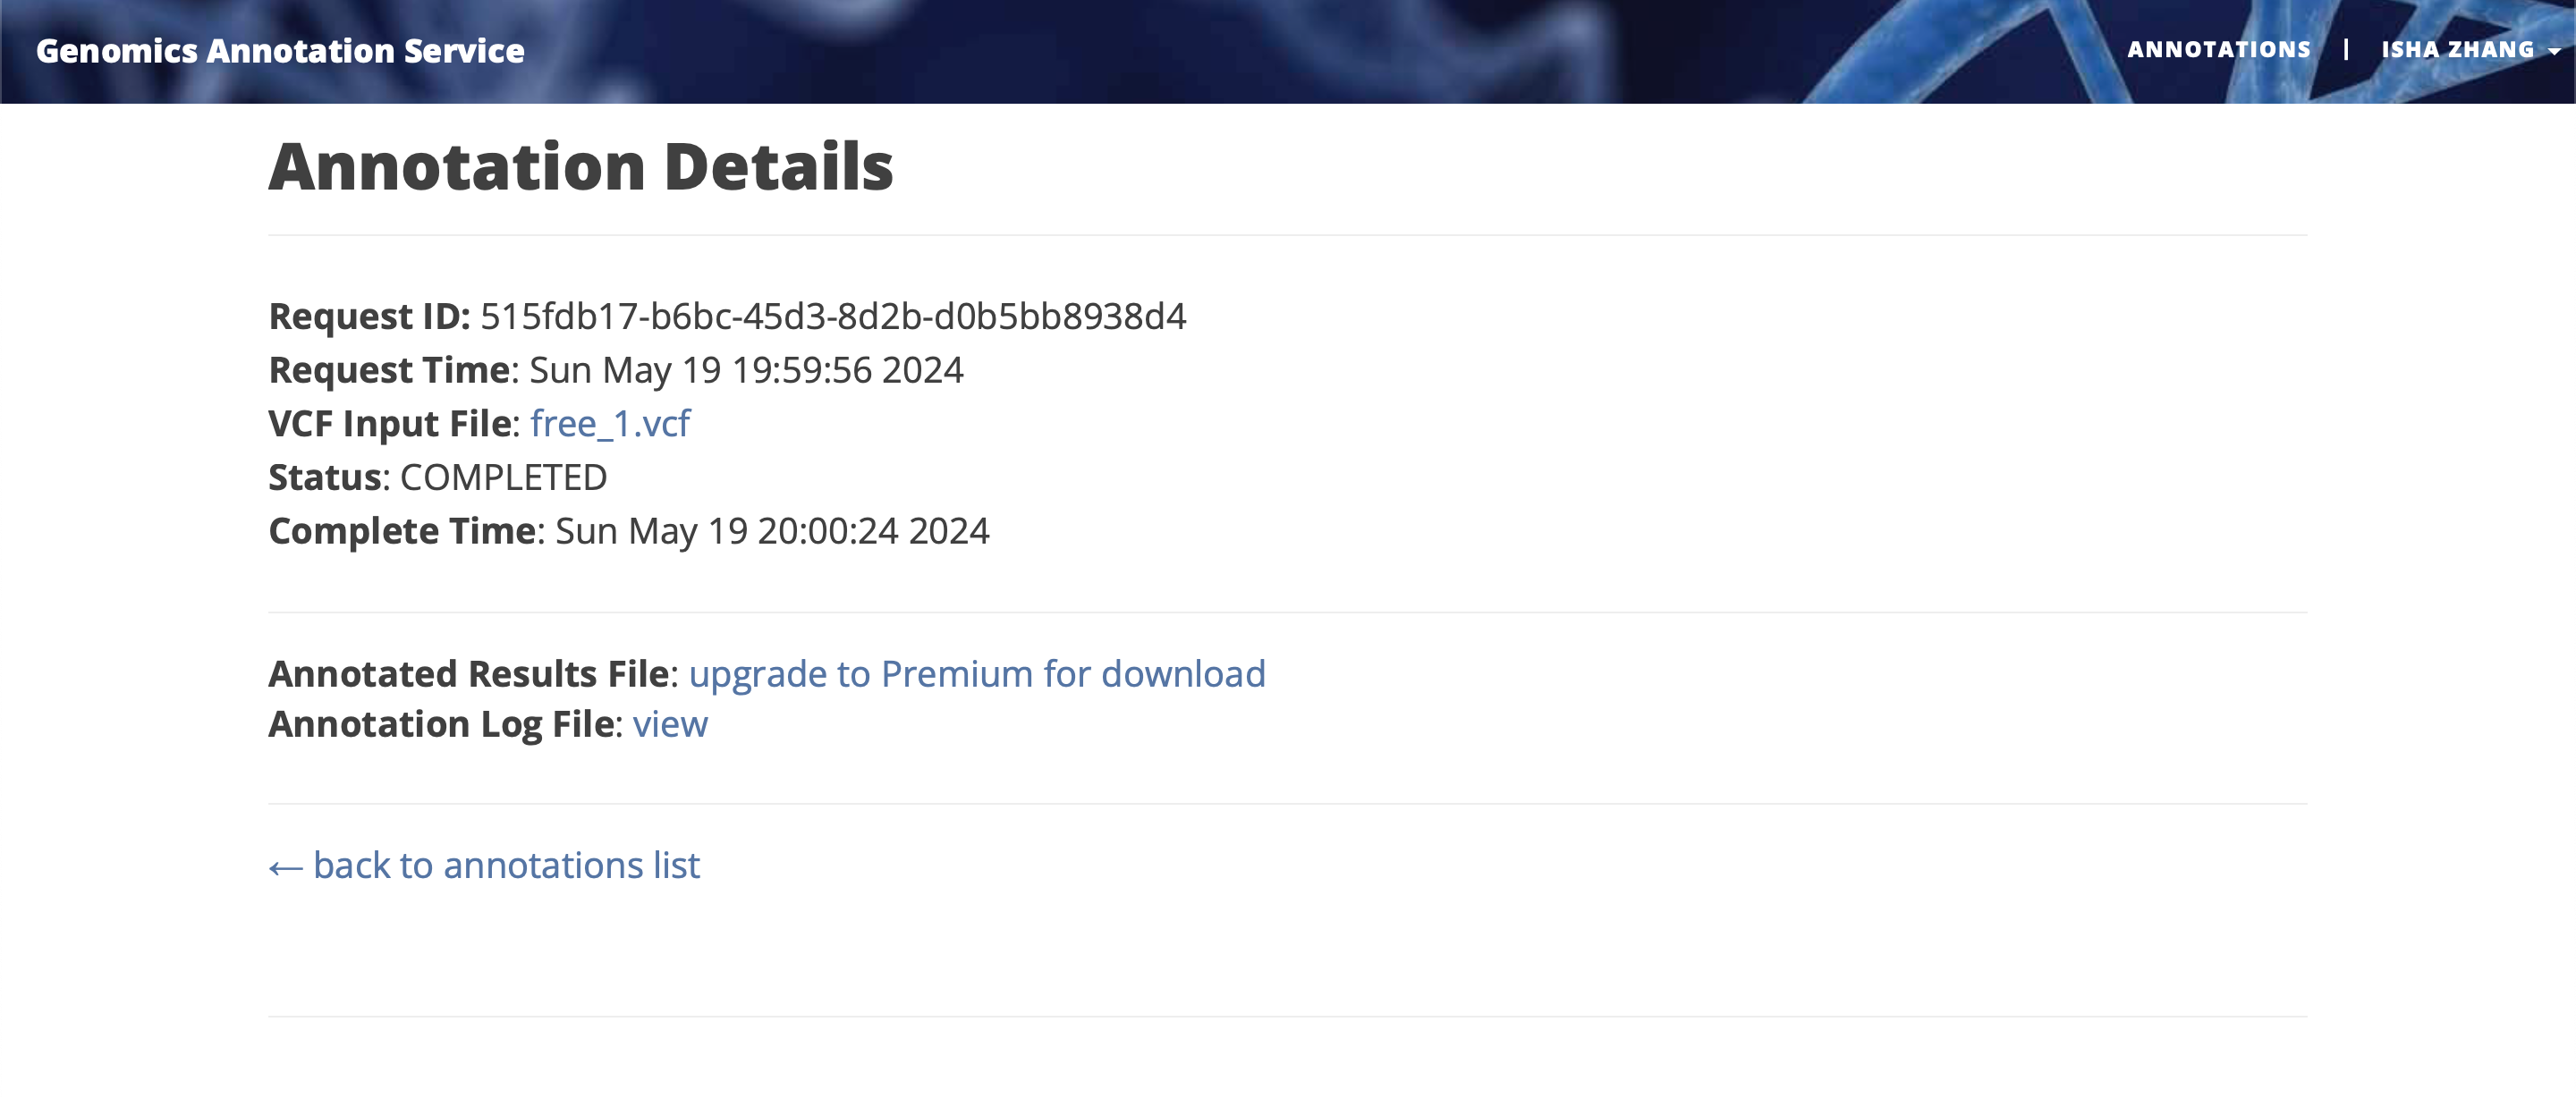 Genomics Annotation Service
ANNOTATIONS | ISHA ZHANG
Annotation Details
Request ID: 515fdb17-b6bc-45d3-8d2b-d0b5bb8938d4
Request Time: Sun May 19 19:59:56 2024
VCF Input File: free_1.vcf
Status: COMPLETED
Complete Time: Sun May 19 20:00:24 2024
Annotated Results File: upgrade to Premium for download
Annotation Log File: view
← back to annotations list